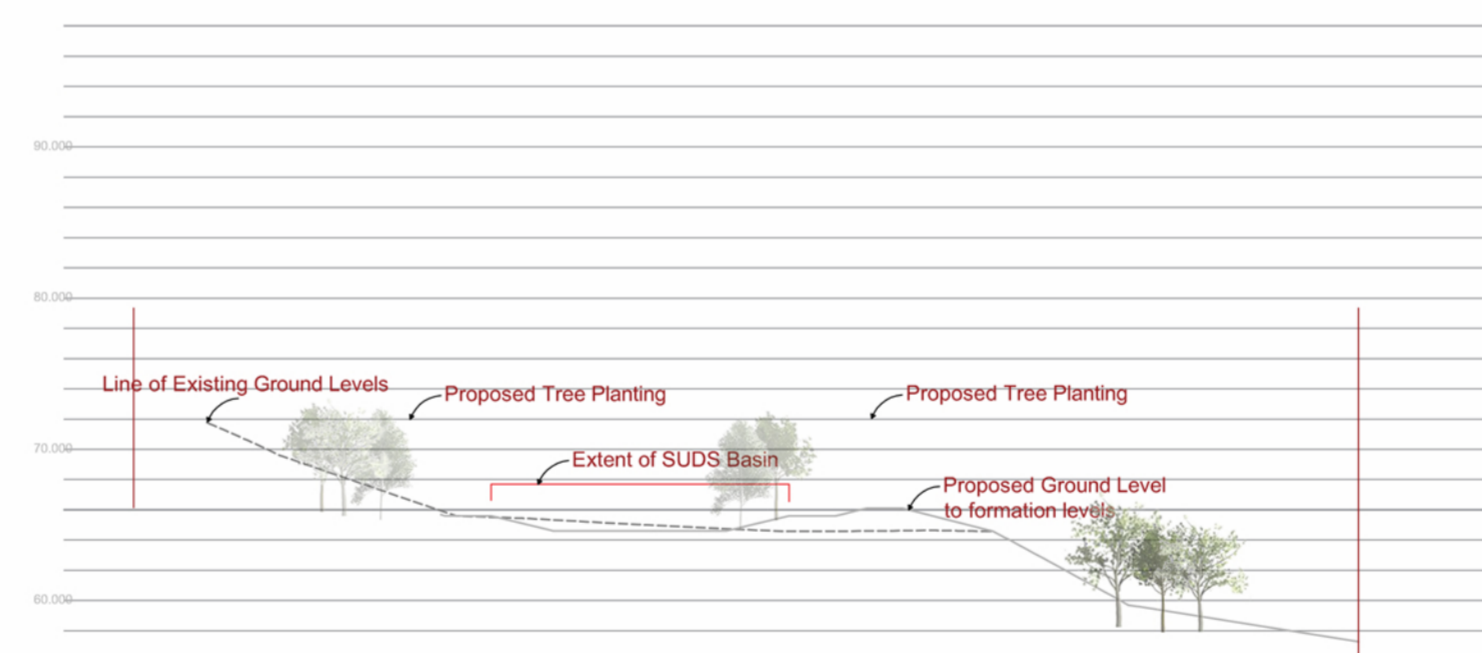 90.000
80.000
Line of Existing Ground Levels
Proposed Tree Planting
Proposed Tree Planting
70.000
Extent of SUDS Basin
Proposed Ground Level
to formation levels
60.000